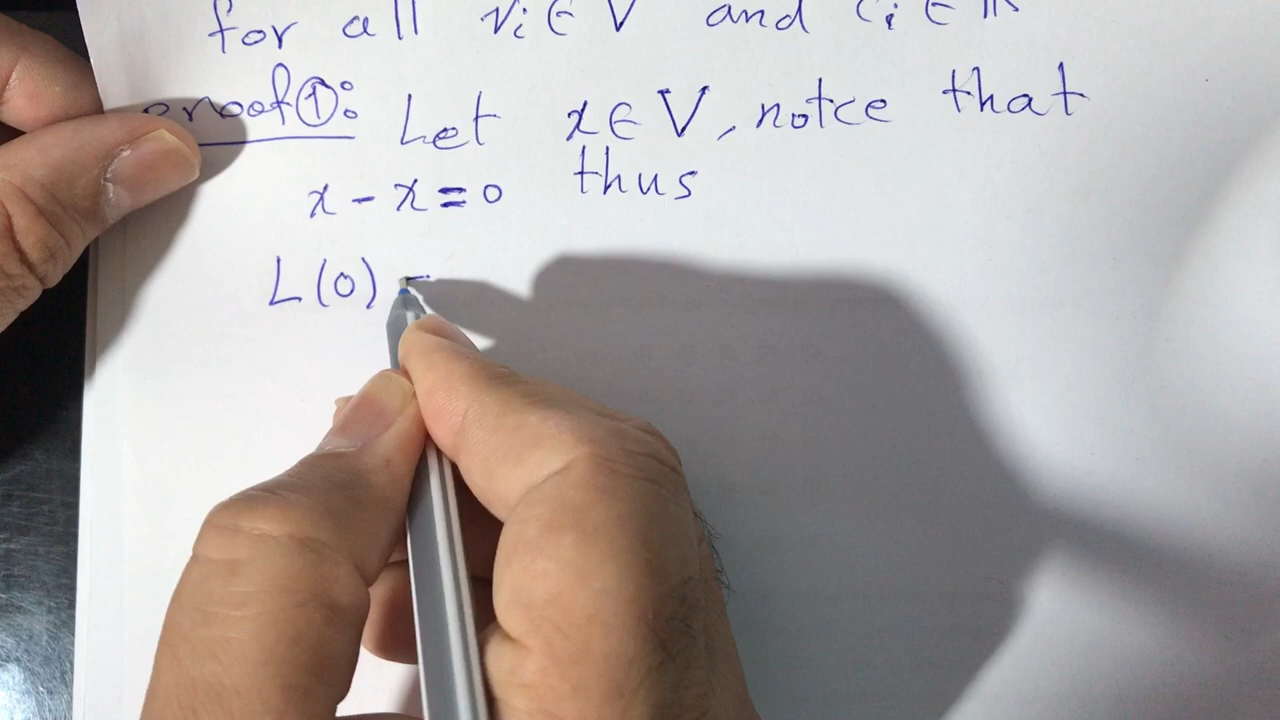 for all vᵢ ∈ V and cᵢ ∈ ℝ
proof①: Let x ∈ V, notce that
x - x = 0 thus
L(0) =